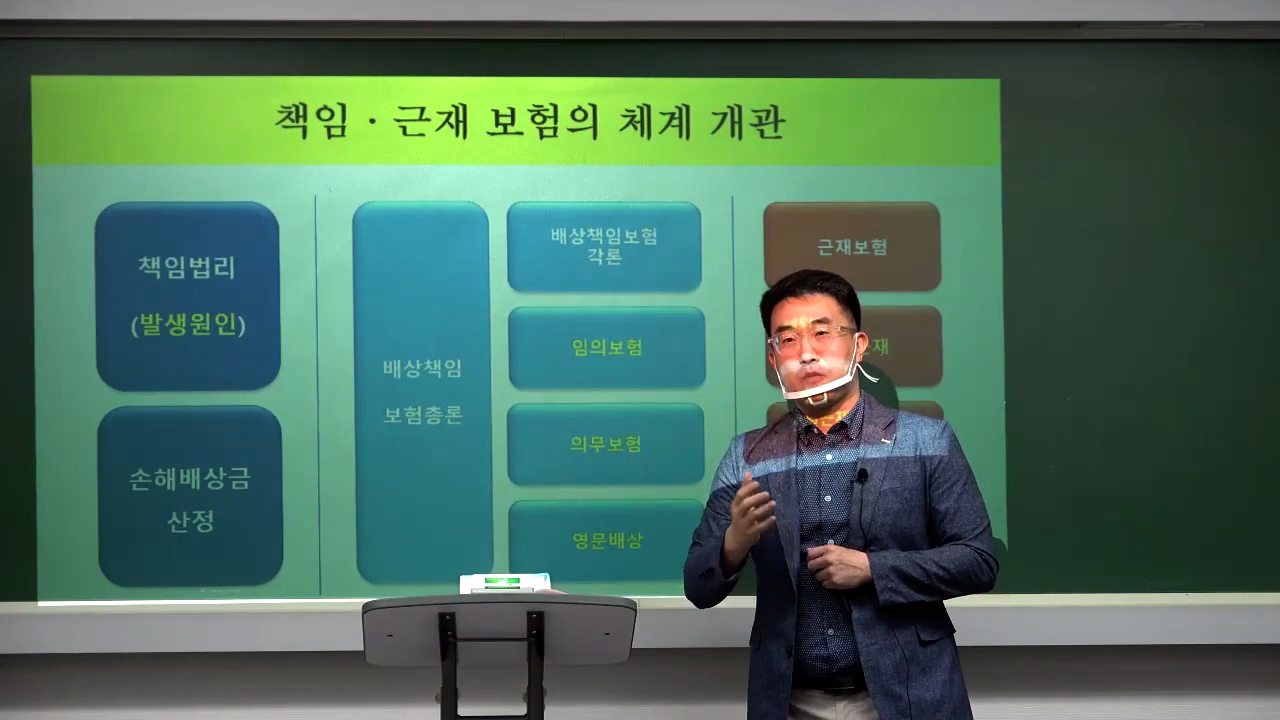 책임 · 근재 보험의 체계 개관
책임법리
(발생원인)
손해배상금
산정
배상책임
보험총론
배상책임보험
각론
임의보험
의무보험
영문배상
근재보험